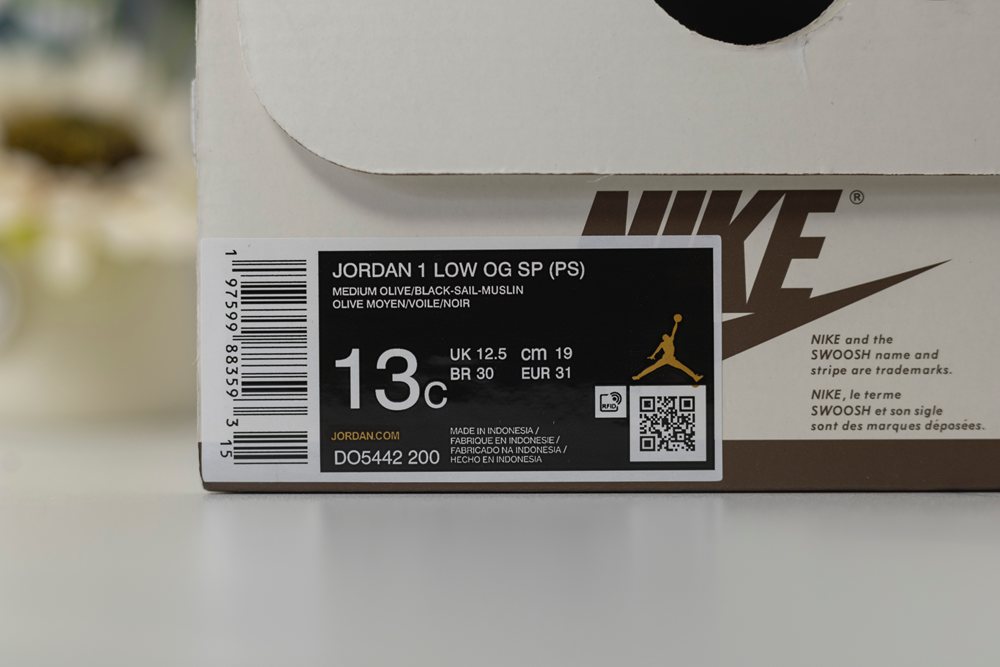 NIKE®
NIKE and the
SWOOSH name and
stripe are trademarks.
NIKE, le terme
SWOOSH et son sigle
sont des marques déposées.
1 97599 88359 3 15
JORDAN 1 LOW OG SP (PS)
MEDIUM OLIVE/BLACK-SAIL-MUSLIN
OLIVE MOYEN/VOILE/NOIR
13C
UK 12.5 cm 19
BR 30 EUR 31
RFID
JORDAN.COM
DO5442 200
MADE IN INDONESIA /
FABRIQUE EN INDONESIE /
FABRICADO NA INDONESIA /
HECHO EN INDONESIA